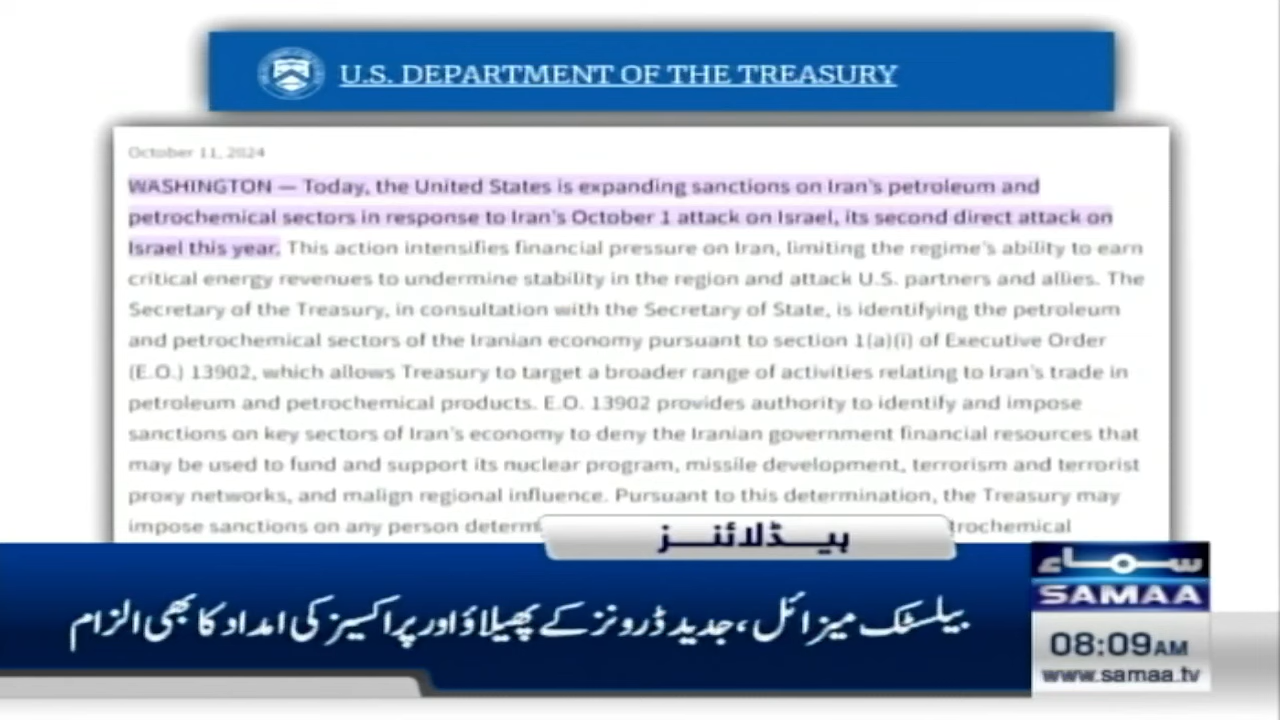 U.S. DEPARTMENT OF THE TREASURY
October 11, 2024
WASHINGTON — Today, the United States is expanding sanctions on Iran's petroleum and
petrochemical sectors in response to Iran's October 1 attack on Israel, its second direct attack on
Israel this year. This action intensifies financial pressure on Iran, limiting the regime's ability to earn
critical energy revenues to undermine stability in the region and attack U.S. partners and allies. The
Secretary of the Treasury, in consultation with the Secretary of State, is identifying the petroleum
and petrochemical sectors of the Iranian economy pursuant to section 1(a)(i) of Executive Order
(E.O.) 13902, which allows Treasury to target a broader range of activities relating to Iran's trade in
petroleum and petrochemical products. E.O. 13902 provides authority to identify and impose
sanctions on key sectors of Iran's economy to deny the Iranian government financial resources that
may be used to fund and support its nuclear program, missile development, terrorism and terrorist
proxy networks, and malign regional influence. Pursuant to this determination, the Treasury may
impose sanctions on any person determ trochemical
ہیڈلائنز
بیلسٹک میزائل، جدید ڈرونز کے پھیلاؤ اور پراکسیز کی امداد کا بھی الزام
سماء
SAMAA
08:09AM
www.samaa.tv